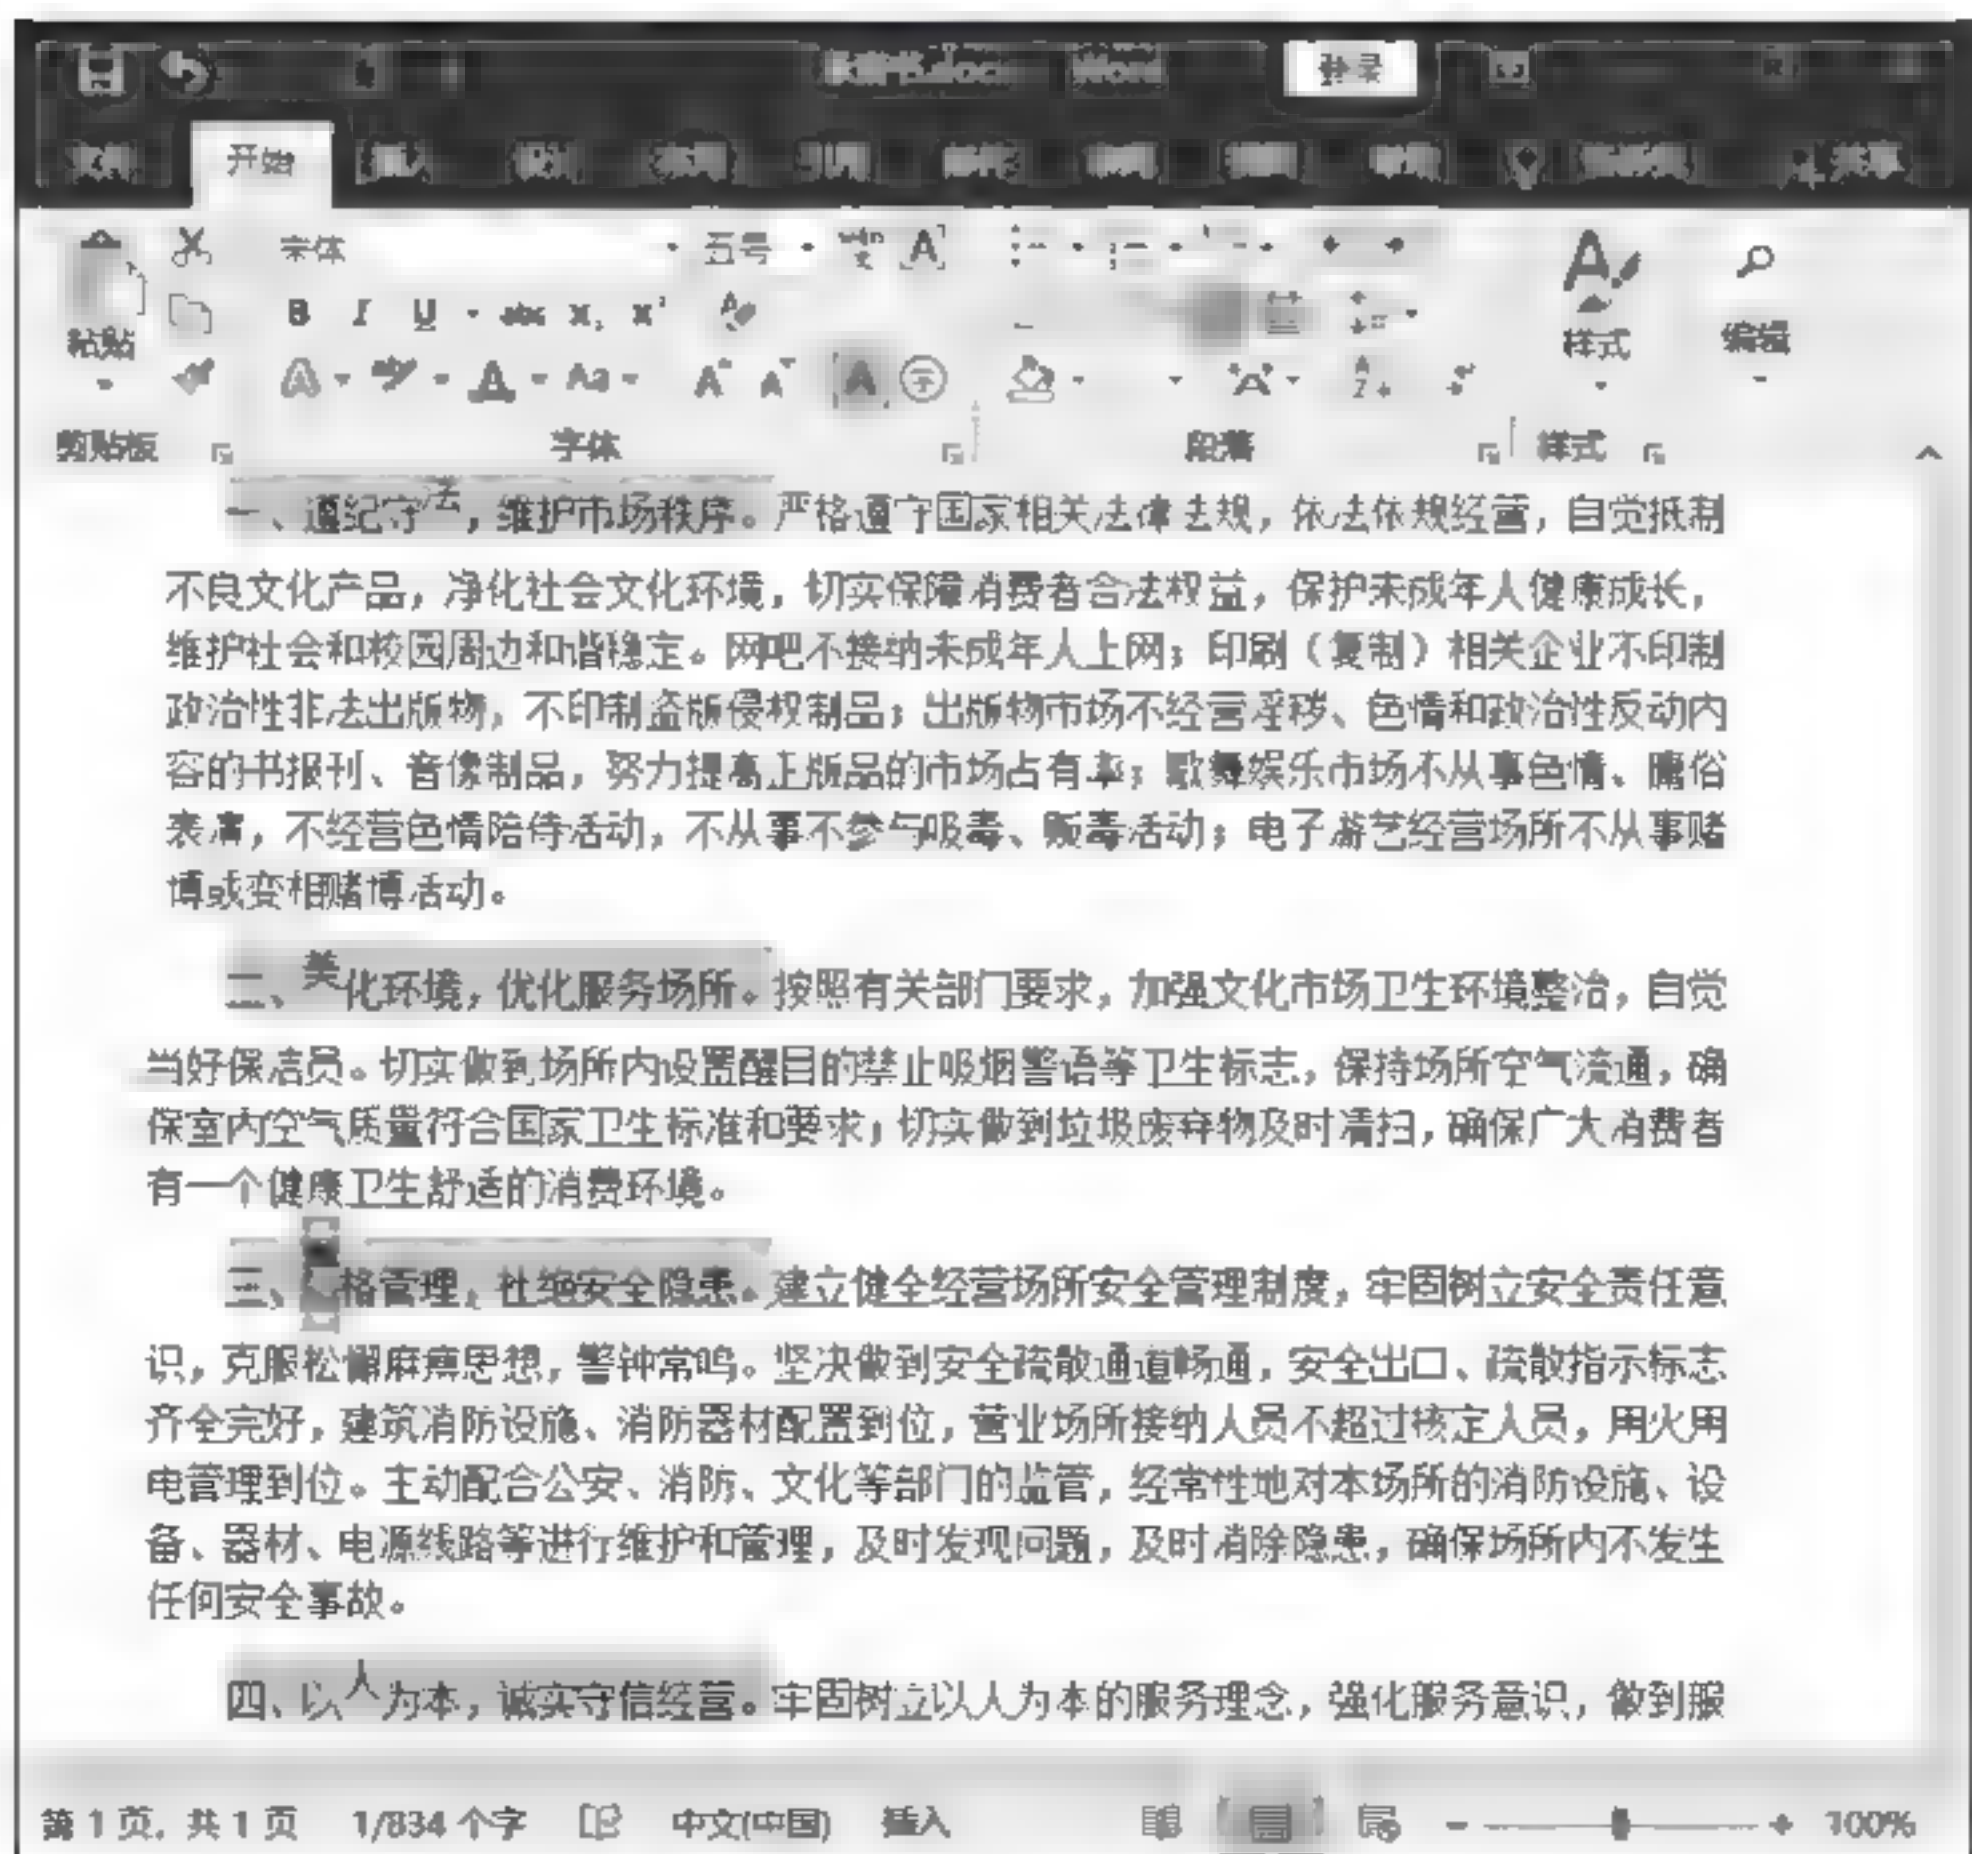 Word 登录
开始
宋体 五号
B I U abc x₂ x²
粘贴 样式 编辑
Aa A A A 字
剪贴板 字体 段落 样式
一、遵纪守法，维护市场秩序。严格遵守国家相关法律法规，依法依规经营，自觉抵制
不良文化产品，净化社会文化环境，切实保障消费者合法权益，保护未成年人健康成长，
维护社会和校园周边和谐稳定。网吧不接纳未成年人上网；印刷（复制）相关企业不印制
政治性非法出版物，不印制盗版侵权制品；出版物市场不经营淫秽、色情和政治性反动内
容的书报刊、音像制品，努力提高正版品的市场占有率；歌舞娱乐市场不从事色情、庸俗
表演，不经营色情陪侍活动，不从事不参与吸毒、贩毒活动；电子游艺经营场所不从事赌
博或变相赌博活动。
二、美化环境，优化服务场所。按照有关部门要求，加强文化市场卫生环境整治，自觉
当好保洁员。切实做到场所内设置醒目的禁止吸烟警语等卫生标志，保持场所空气流通，确
保室内空气质量符合国家卫生标准和要求；切实做到垃圾废弃物及时清扫，确保广大消费者
有一个健康卫生舒适的消费环境。
三、格管理，杜绝安全隐患。建立健全经营场所安全管理制度，牢固树立安全责任意
识，克服松懈麻痹思想，警钟常鸣。坚决做到安全疏散通道畅通，安全出口、疏散指示标志
齐全完好，建筑消防设施、消防器材配置到位，营业场所接纳人员不超过核定人员，用火用
电管理到位。主动配合公安、消防、文化等部门的监管，经常性地对本场所的消防设施、设
备、器材、电源线路等进行维护和管理，及时发现问题，及时消除隐患，确保场所内不发生
任何安全事故。
四、以人为本，诚实守信经营。牢固树立以人为本的服务理念，强化服务意识，做到服
第 1 页，共 1 页 1/834 个字 中文(中国) 插入 100%